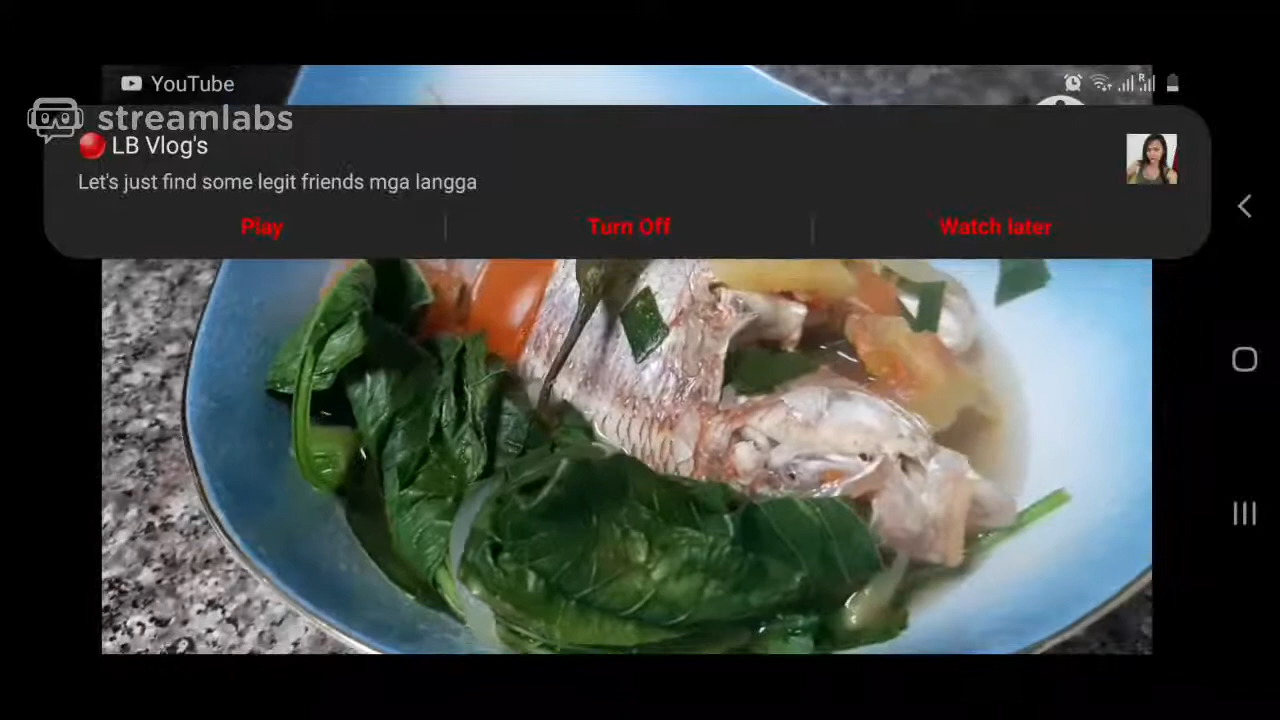 YouTube
streamlabs
LB Vlog's
Let's just find some legit friends mga langga
Play
Turn Off
Watch later